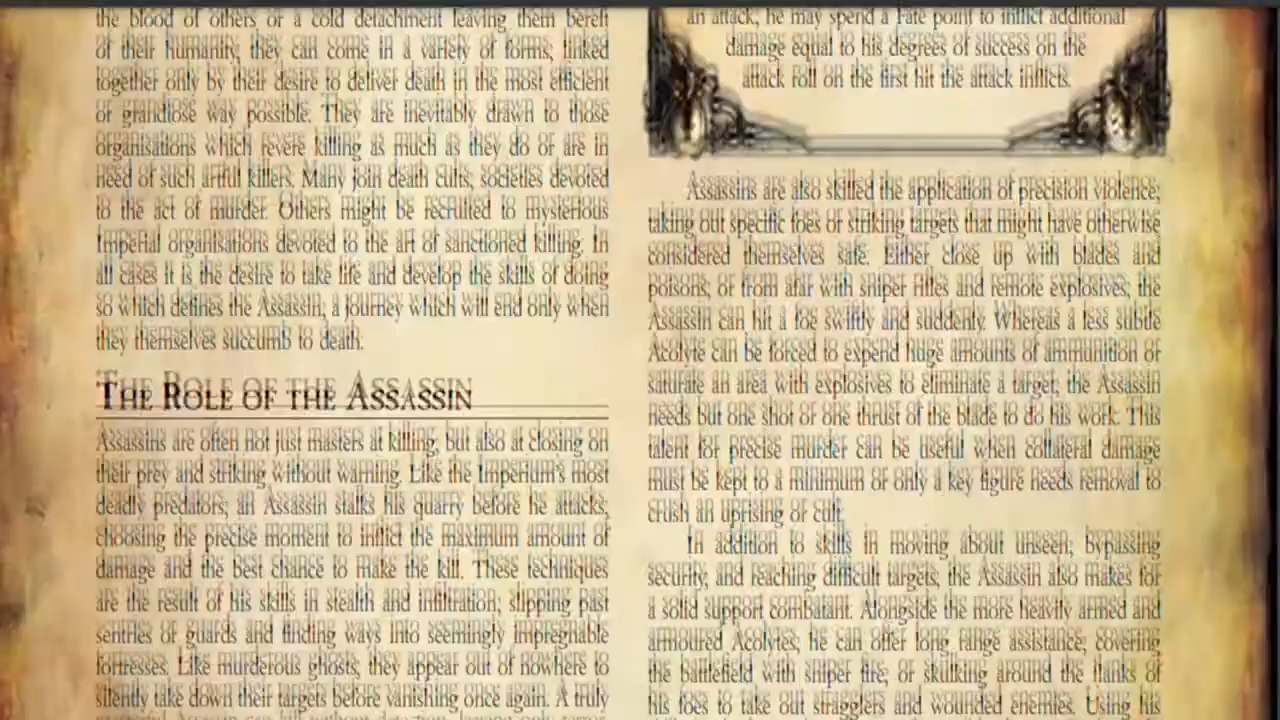 the blood of others or a cold detachment leaving them bereft
of their humanity, they can come in a variety of forms, linked
together only by their desire to deliver death in the most efficient
or grandiose way possible. They are inevitably drawn to those
organisations which revere killing as much as they do or are in
need of such artful killers. Many join death cults, societies devoted
to the act of murder. Others might be recruited to mysterious
Imperial organisations devoted to the art of sanctioned killing. In
all cases it is the desire to take life and develop the skills of doing
so which defines the Assassin, a journey which will end only when
they themselves succumb to death.
The Role of the Assassin
Assassins are often not just masters at killing, but also at closing on
their prey and striking without warning. Like the Imperium's most
deadly predators, an Assassin stalks his quarry before he attacks,
choosing the precise moment to inflict the maximum amount of
damage and the best chance to make the kill. These techniques
are the result of his skills in stealth and infiltration, slipping past
sentries or guards and finding ways into seemingly impregnable
fortresses. Like murderous ghosts, they appear out of nowhere to
silently take down their targets before vanishing once again. A truly
an attack, he may spend a Fate point to inflict additional
damage equal to his degrees of success on the
attack roll on the first hit the attack inflicts.
Assassins are also skilled the application of precision violence,
taking out specific foes or striking targets that might have otherwise
considered themselves safe. Either close up with blades and
poisons, or from afar with sniper rifles and remote explosives, the
Assassin can hit a foe swiftly and suddenly. Whereas a less subtle
Acolyte can be forced to expend huge amounts of ammunition or
saturate an area with explosives to eliminate a target, the Assassin
needs but one shot or one thrust of the blade to do his work. This
talent for precise murder can be useful when collateral damage
must be kept to a minimum or only a key figure needs removal to
crush an uprising or cult.
In addition to skills in moving about unseen, bypassing
security, and reaching difficult targets, the Assassin also makes for
a solid support combatant. Alongside the more heavily armed and
armoured Acolytes, he can offer long range assistance, covering
the battlefield with sniper fire, or skulking around the flanks of
his foes to take out stragglers and wounded enemies. Using his